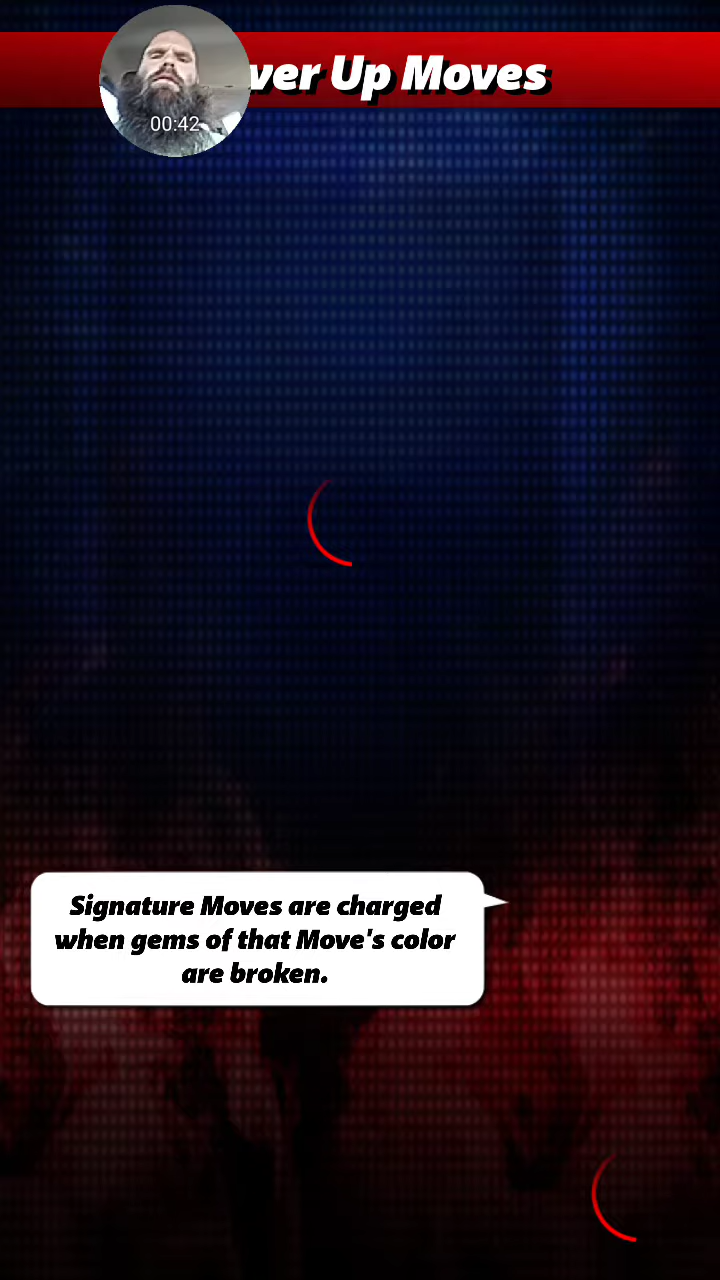 ver Up Moves
00:42
Signature Moves are charged
when gems of that Move's color
are broken.